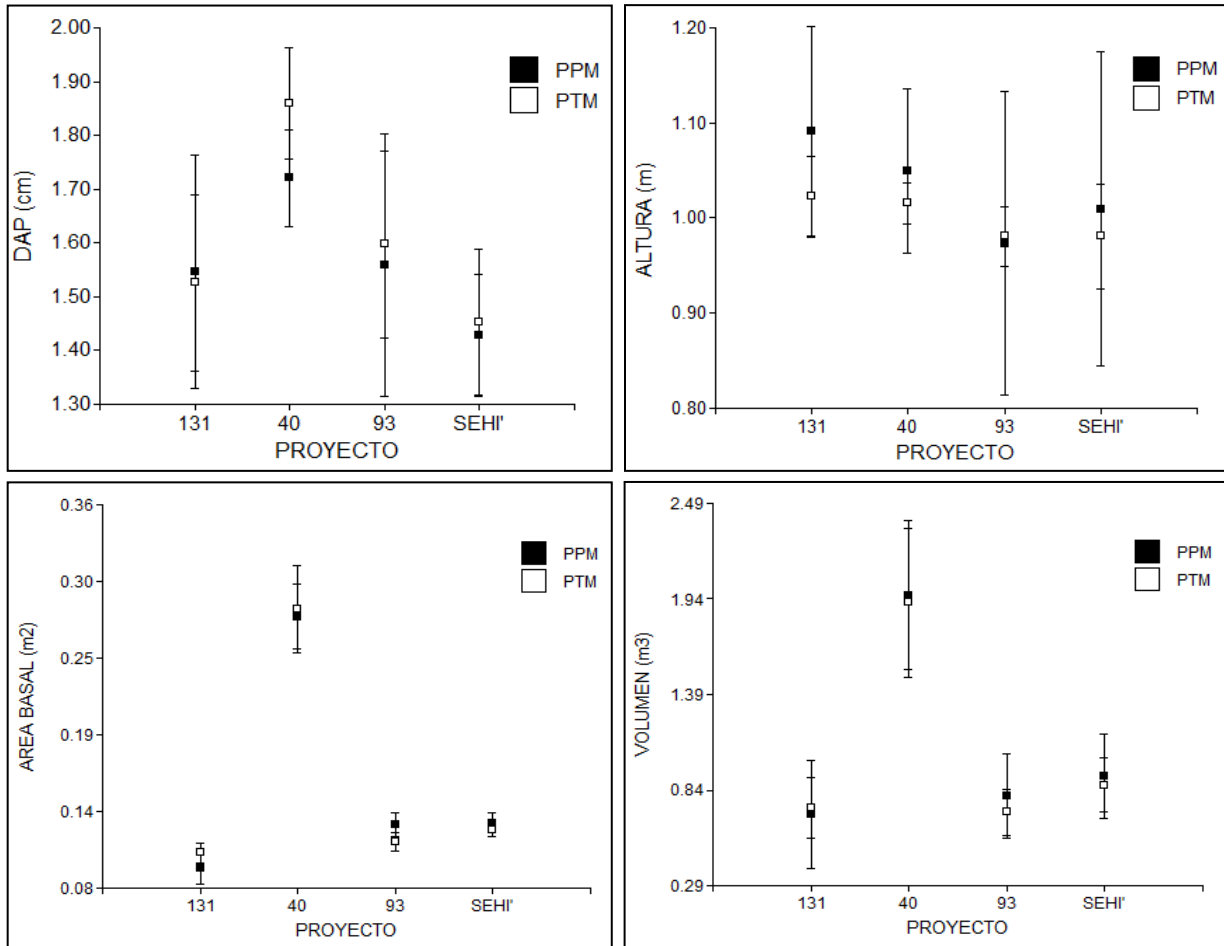 2.00
1.90
1.80
1.70
1.60
1.50
1.40
1.30
DAP (cm)
131 40 93 SEHI'
PROYECTO
PPM
PTM
1.20
1.10
1.00
0.90
0.80
ALTURA (m)
131 40 93 SEHI'
PROYECTO
PPM
PTM
0.36
0.30
0.25
0.19
0.14
0.08
AREA BASAL (m2)
131 40 93 SEHI'
PROYECTO
PPM
PTM
2.49
1.94
1.39
0.84
0.29
VOLUMEN (m3)
131 40 93 SEHI'
PROYECTO
PPM
PTM